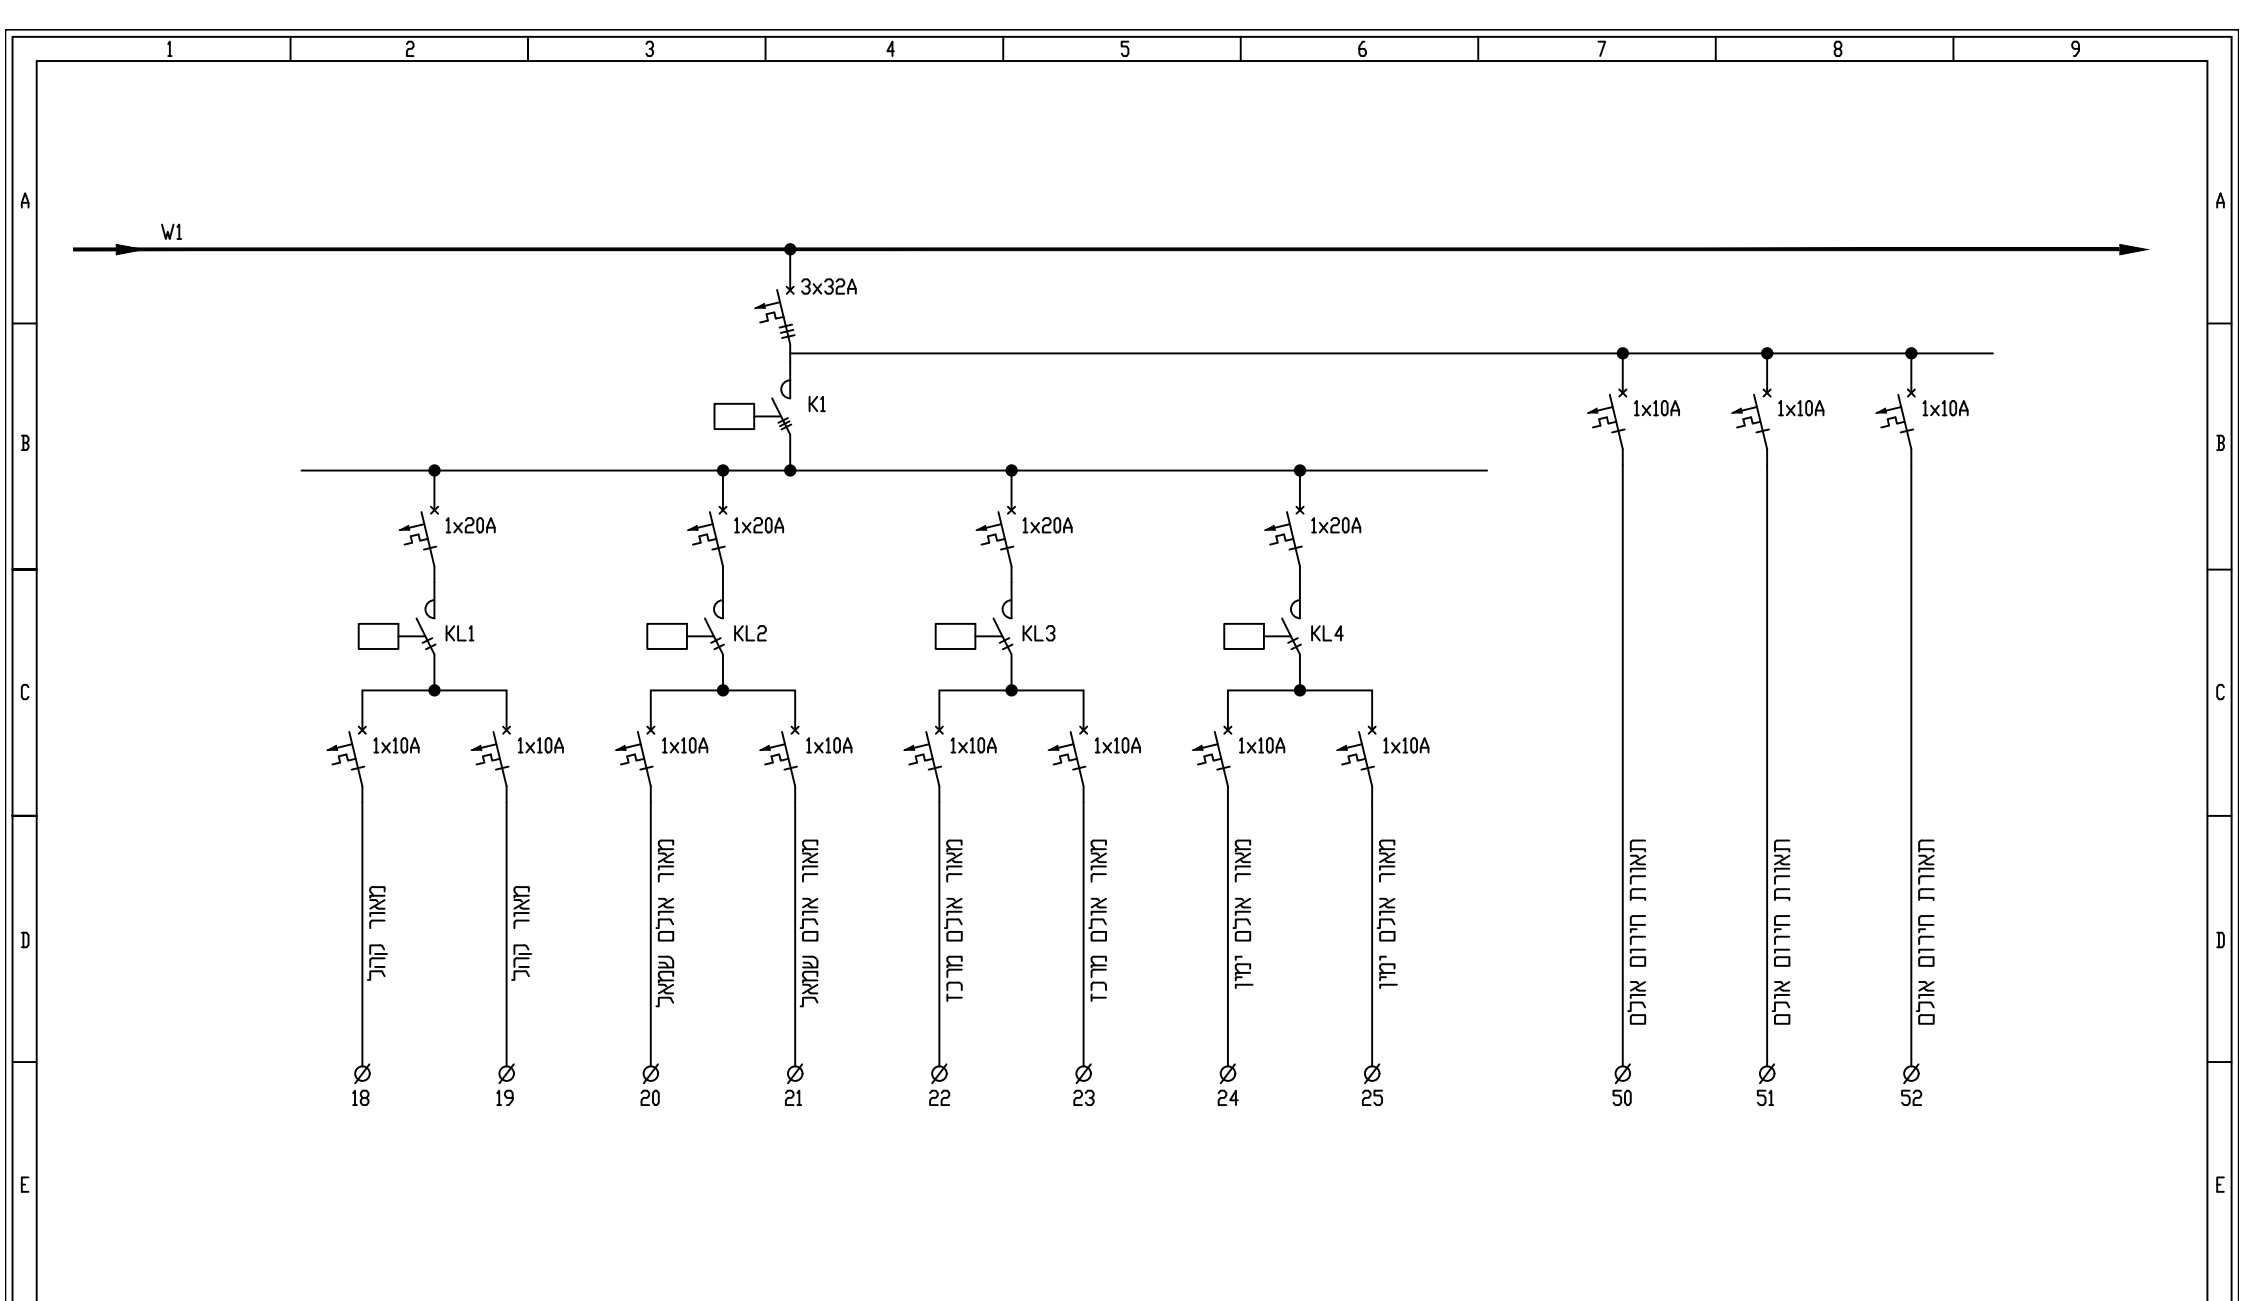 1 2 3 4 5 6 7 8 9
A A
W1
3x32A
K1
1x10A 1x10A 1x10A
B B
1x20A 1x20A 1x20A 1x20A
KL1 KL2 KL3 KL4
C C
1x10A 1x10A 1x10A 1x10A 1x10A 1x10A 1x10A 1x10A
מאור קהל
מאור קהל
מאור אולם שמאל
מאור אולם שמאל
מאור אולם מרכז
מאור אולם מרכז
מאור אולם ימין
מאור אולם ימין
תאורת חירום אולם
תאורת חירום אולם
תאורת חירום אולם
D D
18 19 20 21 22 23 24 25 50 51 52
E E